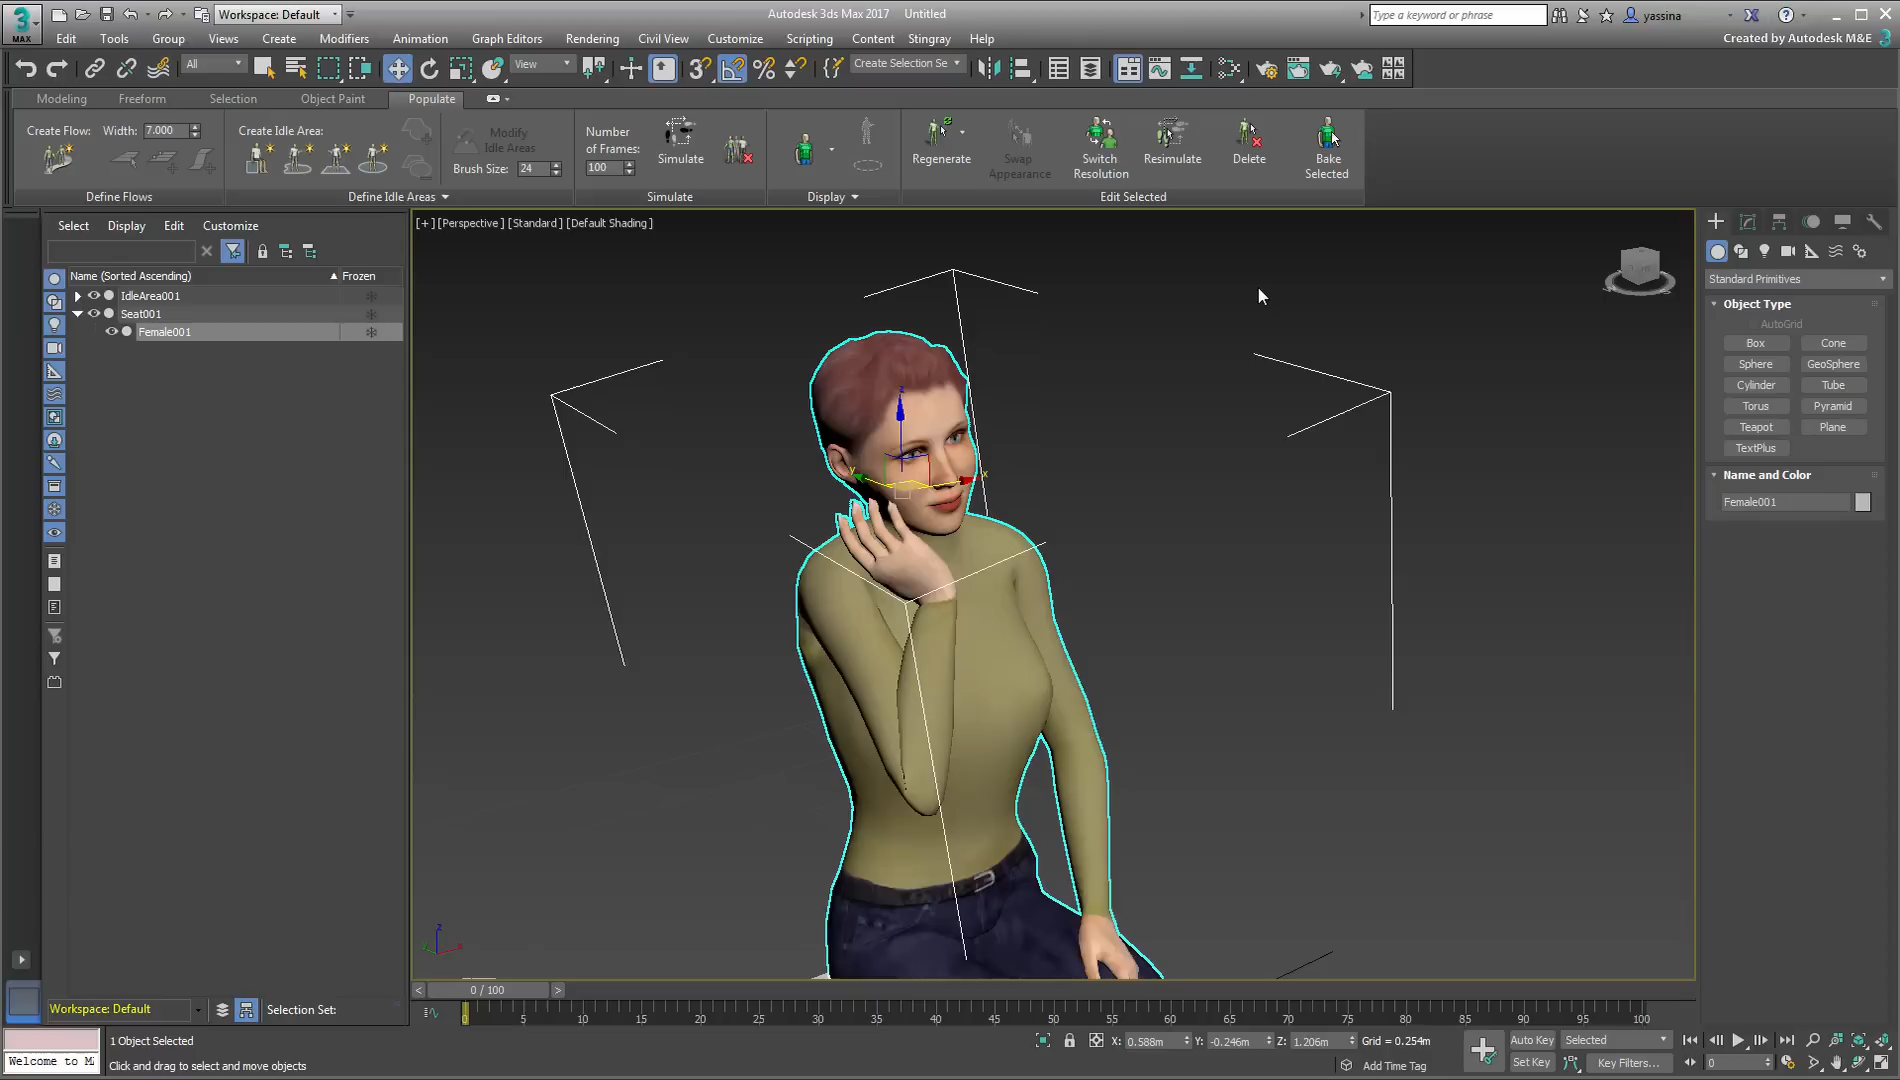 Workspace: Default
Autodesk 3ds Max 2017    Untitled
Type a keyword or phrase
yassina
MAX
Edit Tools Group Views Create Modifiers Animation Graph Editors Rendering Civil View Customize Scripting Content Stingray Help
Created by Autodesk M&E
All
View
Create Selection Se
Modeling Freeform Selection Object Paint Populate
Create Flow: Width: 7.000
Create Idle Area:
Modify
Idle Areas
Brush Size: 24
Number
of Frames:
100
Simulate
Regenerate
Swap
Appearance
Switch
Resolution
Resimulate
Delete
Bake
Selected
Define Flows
Define Idle Areas
Simulate
Display
Edit Selected
Select Display Edit Customize
Name (Sorted Ascending) Frozen
IdleArea001
Seat001
Female001
[+] [Perspective] [Standard] [Default Shading]
z
y
x
Standard Primitives
Object Type
AutoGrid
Box Cone
Sphere GeoSphere
Cylinder Tube
Torus Pyramid
Teapot Plane
TextPlus
Name and Color
Female001
z
< 0 / 100 >
0 5 10 15 20 25 30 35 40 45 50 55 60 65 70 75 80 85 90 95 100
Workspace: Default
Selection Set:
1 Object Selected
Welcome to M
Click and drag to select and move objects
X: 0.588m Y: -0.246m Z: 1.206m Grid = 0.254m
Add Time Tag
Auto Key Selected
Set Key Key Filters...
0